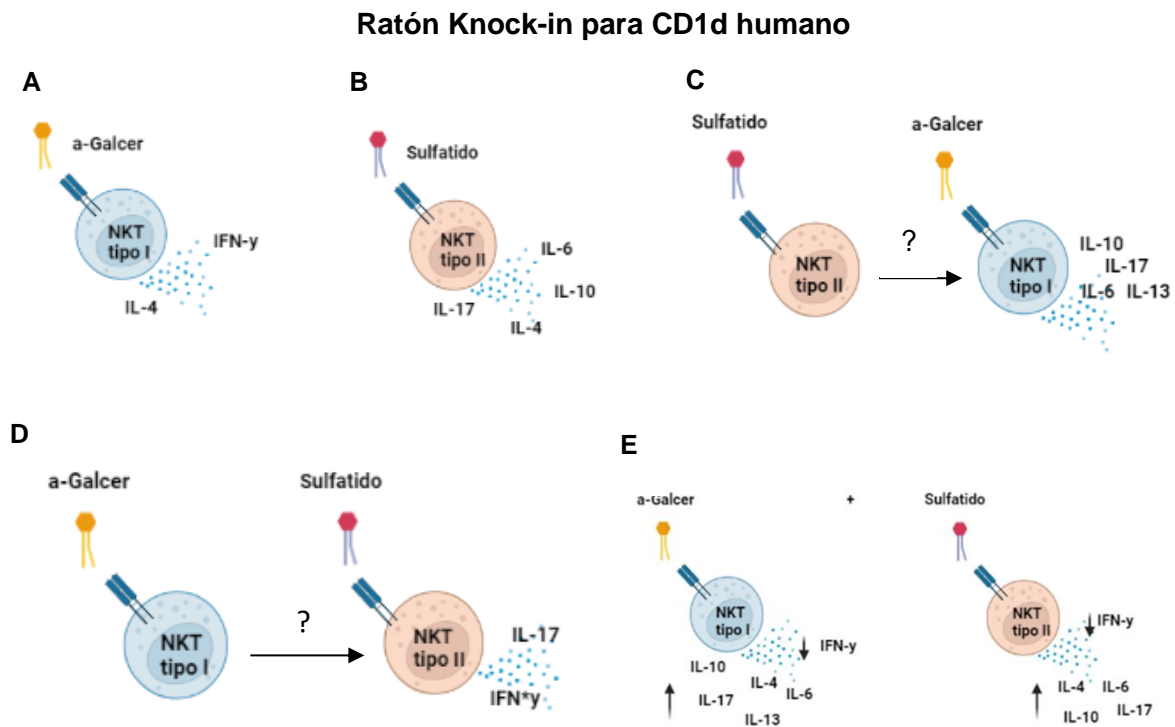 Ratón Knock-in para CD1d humano
A
a-Galcer
NKT
tipo I
IFN-y
IL-4
B
Sulfatido
NKT
tipo II
IL-6
IL-10
IL-17
IL-4
C
Sulfatido
a-Galcer
NKT
tipo II
?
NKT
tipo I
IL-10
IL-17
IL-6
IL-13
D
a-Galcer
Sulfatido
NKT
tipo I
?
NKT
tipo II
IL-17
IFN*y
E
a-Galcer
+
Sulfatido
NKT
tipo I
IFN-y
IL-10
IL-4
IL-6
IL-17
IL-13
NKT
tipo II
IFN-y
IL-4
IL-6
IL-10
IL-17